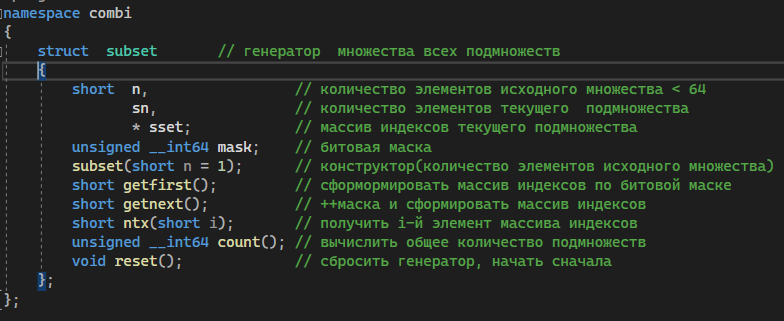 namespace combi
{
struct subset // генератор множества всех подмножеств
{
short n, // количество элементов исходного множества < 64
sn, // количество элементов текущего подмножества
* sset; // массив индексов текущего подмножества
unsigned __int64 mask; // битовая маска
subset(short n = 1); // конструктор(количество элементов исходного множества)
short getfirst(); // сформормировать массив индексов по битовой маске
short getnext(); // ++маска и сформировать массив индексов
short ntx(short i); // получить i-й элемент массива индексов
unsigned __int64 count(); // вычислить общее количество подмножеств
void reset(); // сбросить генератор, начать сначала
};
};